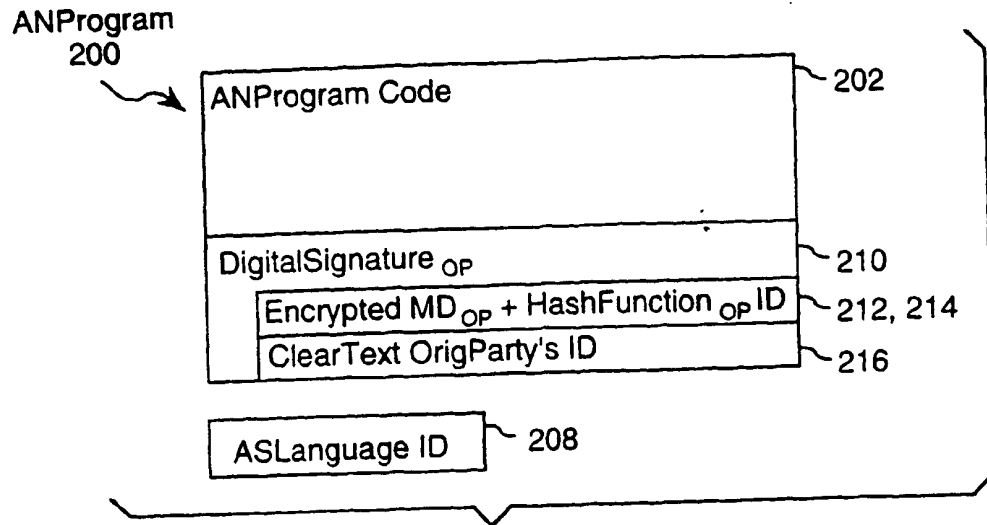 ANProgram
200
ANProgram Code
202
DigitalSignature OP
210
Encrypted MD OP + HashFunction OP ID
212, 214
ClearText OrigParty's ID
216
ASLanguage ID
208